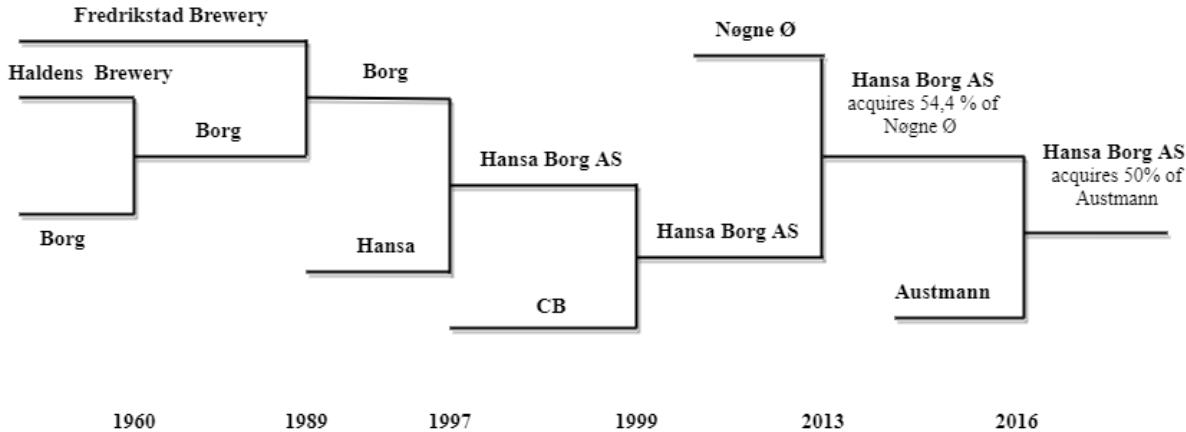 Fredrikstad Brewery
Haldens Brewery
Borg
Borg
Borg
Hansa
Hansa Borg AS
CB
Hansa Borg AS
Nøgne Ø
Hansa Borg AS
acquires 54,4 % of
Nøgne Ø
Austmann
Hansa Borg AS
acquires 50% of
Austmann
1960
1989
1997
1999
2013
2016